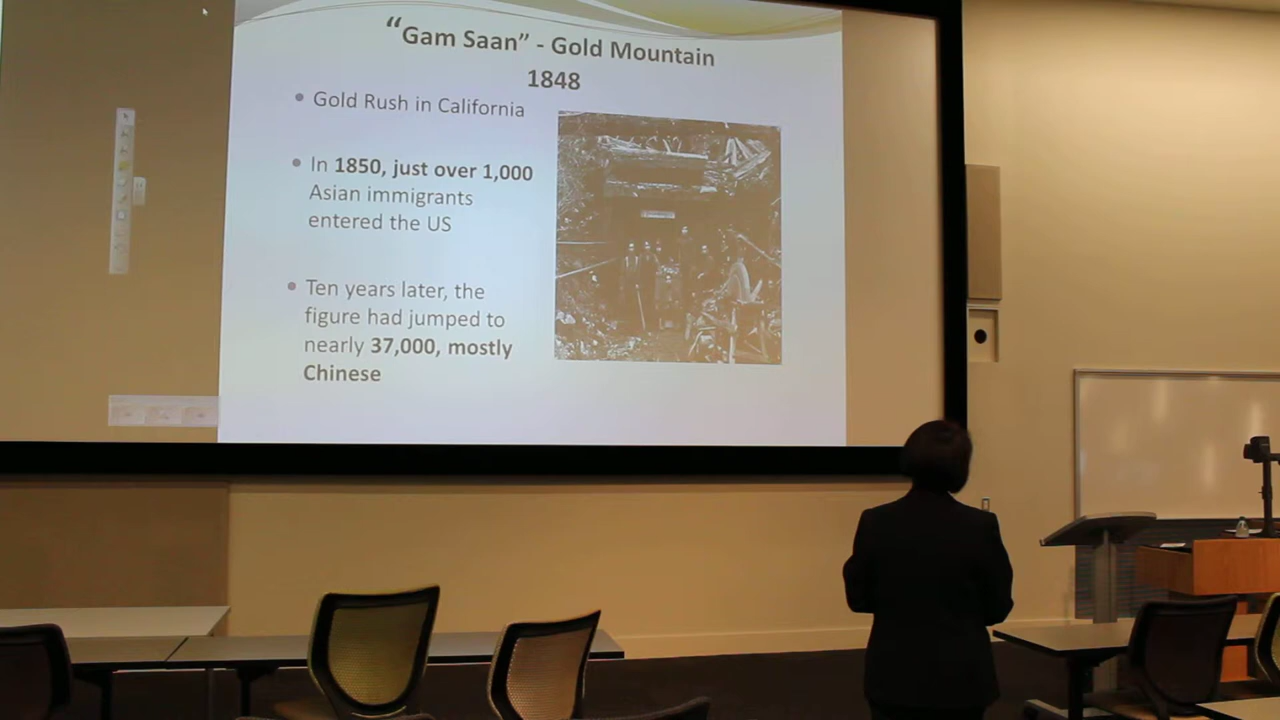 “Gam Saan” - Gold Mountain
1848
• Gold Rush in California
• In 1850, just over 1,000
Asian immigrants
entered the US
• Ten years later, the
figure had jumped to
nearly 37,000, mostly
Chinese